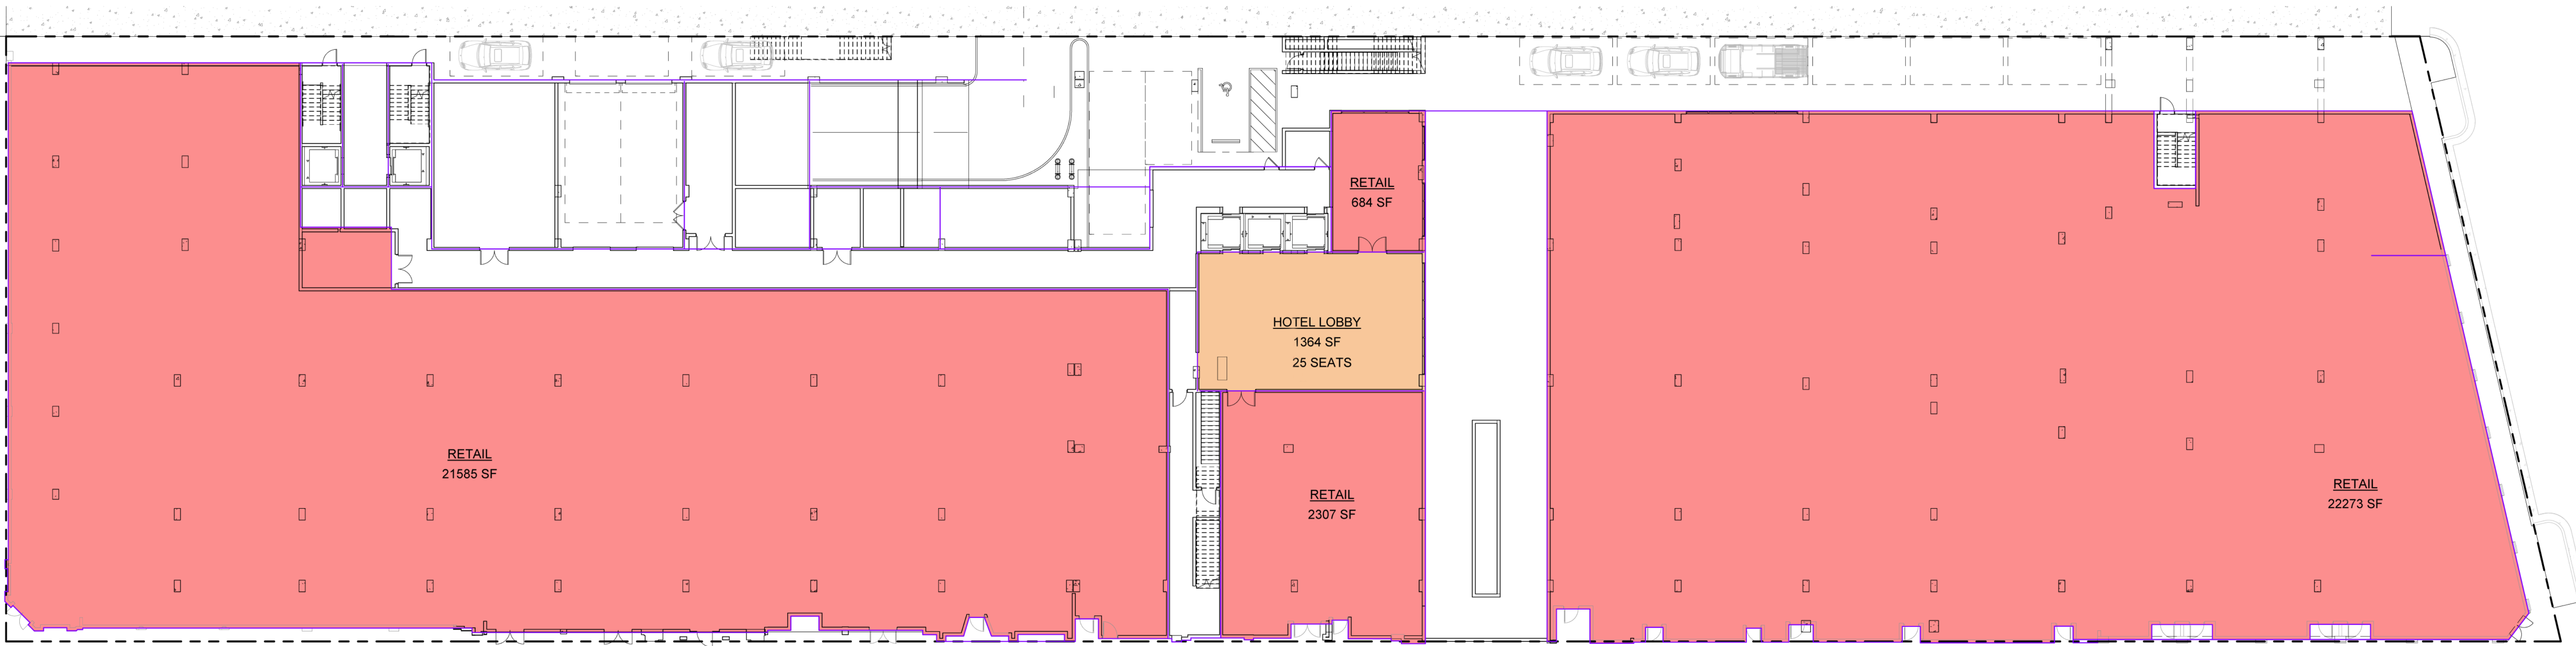 RETAIL
684 SF
HOTEL LOBBY
1364 SF
25 SEATS
RETAIL
21585 SF
RETAIL
2307 SF
RETAIL
22273 SF